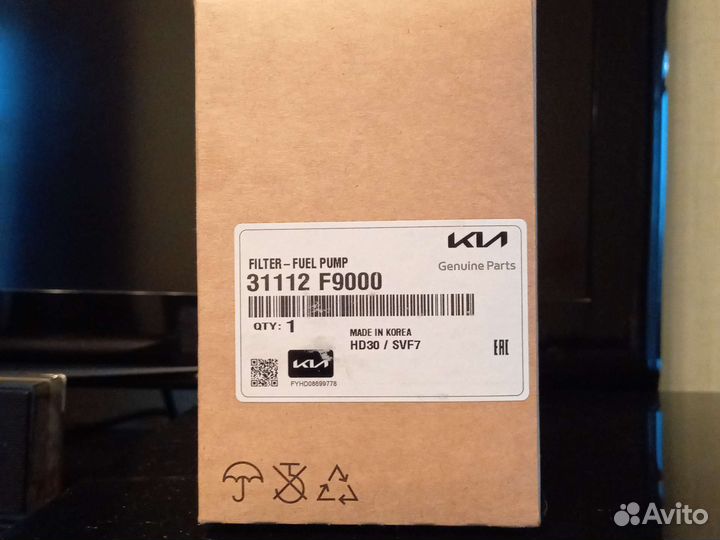 KIA
Genuine Parts
FILTER-FUEL PUMP
31112 F9000
QTY: 1
MADE IN KOREA
HD30 / SVF7
EAC
KIA
FYHD08699778
Avito